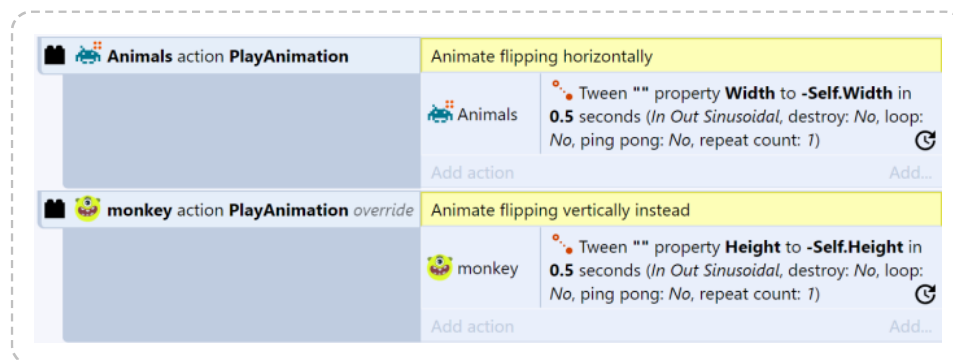 Animals action PlayAnimation
Animate flipping horizontally
Animals
Tween "" property Width to -Self.Width in
0.5 seconds (In Out Sinusoidal, destroy: No, loop:
No, ping pong: No, repeat count: 1)
Add action
Add...
monkey action PlayAnimation override
Animate flipping vertically instead
monkey
Tween "" property Height to -Self.Height in
0.5 seconds (In Out Sinusoidal, destroy: No, loop:
No, ping pong: No, repeat count: 1)
Add action
Add...